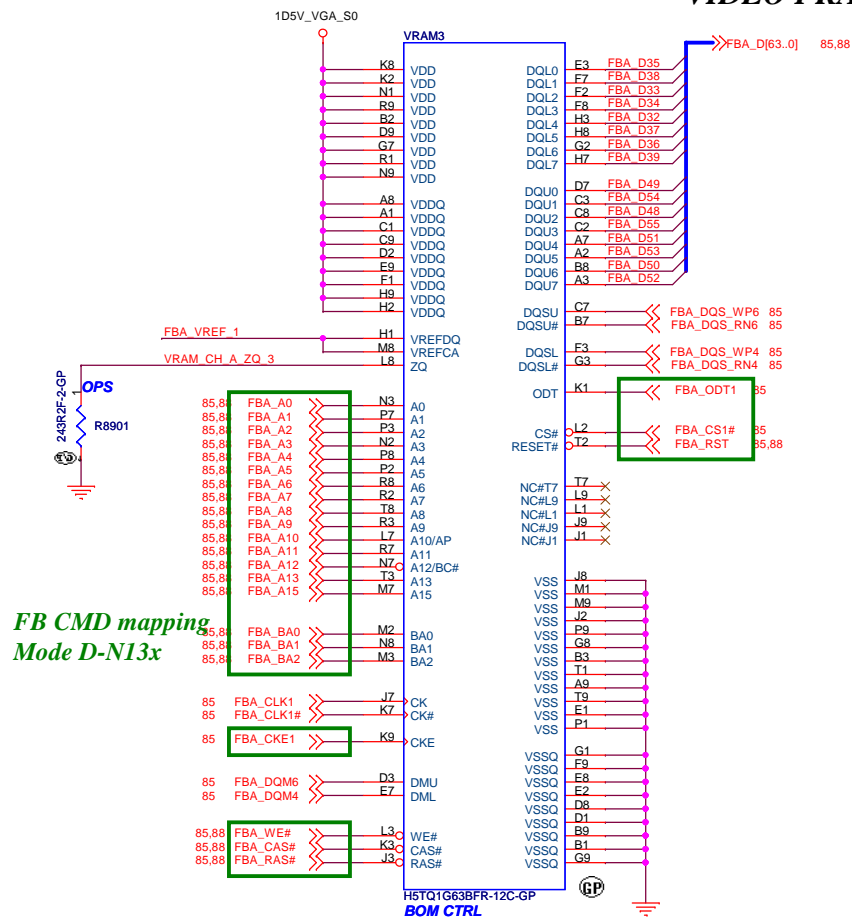 VIDEO FRA
1D5V_VGA_S0
VRAM3
FBA_D[63..0] 85,88
K8 VDD DQL0 E3 FBA_D35
K2 VDD DQL1 F7 FBA_D38
N1 VDD DQL2 F2 FBA_D33
R9 VDD DQL3 F8 FBA_D34
B2 VDD DQL4 H3 FBA_D32
D9 VDD DQL5 H8 FBA_D37
G7 VDD DQL6 G2 FBA_D36
R1 VDD DQL7 H7 FBA_D39
N9 VDD
DQU0 D7 FBA_D49
A8 VDDQ DQU1 C3 FBA_D54
A1 VDDQ DQU2 C8 FBA_D48
C1 VDDQ DQU3 C2 FBA_D55
C9 VDDQ DQU4 A7 FBA_D51
D2 VDDQ DQU5 A2 FBA_D53
E9 VDDQ DQU6 B8 FBA_D50
F1 VDDQ DQU7 A3 FBA_D52
H9 VDDQ
H2 VDDQ DQSU C7 FBA_DQS_WP6 85
DQSU# B7 FBA_DQS_RN6 85
FBA_VREF_1 H1 VREFDQ
M8 VREFCA DQSL F3 FBA_DQS_WP4 85
VRAM_CH_A_ZQ_3 L8 ZQ DQSL# G3 FBA_DQS_RN4 85
243R2F-2-GP
1
OPS
R8901
ODT K1 FBA_ODT1 85
85,88 FBA_A0 N3 A0
85,88 FBA_A1 P7 A1
85,88 FBA_A2 P3 A2 CS# L2 FBA_CS1# 85
85,88 FBA_A3 N2 A3 RESET# T2 FBA_RST 85,88
85,88 FBA_A4 P8 A4
85,88 FBA_A5 P2 A5
85,88 FBA_A6 R8 A6 NC#T7 T7
85,88 FBA_A7 R2 A7 NC#L9 L9
85,88 FBA_A8 T8 A8 NC#L1 L1
85,88 FBA_A9 R3 A9 NC#J9 J9
85,88 FBA_A10 L7 A10/AP NC#J1 J1
85,88 FBA_A11 R7 A11
85,88 FBA_A12 N7 A12/BC#
85,88 FBA_A13 T3 A13 VSS J8
85,88 FBA_A15 M7 A15 VSS M1
VSS M9
FB CMD mapping
Mode D-N13x
VSS J2
85,88 FBA_BA0 M2 BA0 VSS P9
85,88 FBA_BA1 N8 BA1 VSS G8
85,88 FBA_BA2 M3 BA2 VSS B3
VSS T1
VSS A9
85 FBA_CLK1 J7 CK VSS T9
85 FBA_CLK1# K7 CK# VSS E1
VSS P1
85 FBA_CKE1 K9 CKE
VSSQ G1
VSSQ F9
85 FBA_DQM6 D3 DMU VSSQ E8
85 FBA_DQM4 E7 DML VSSQ E2
VSSQ D8
VSSQ D1
85,88 FBA_WE# L3 WE# VSSQ B9
85,88 FBA_CAS# K3 CAS# VSSQ B1
85,88 FBA_RAS# J3 RAS# VSSQ G9
H5TQ1G63BFR-12C-GP
GP
BOM CTRL